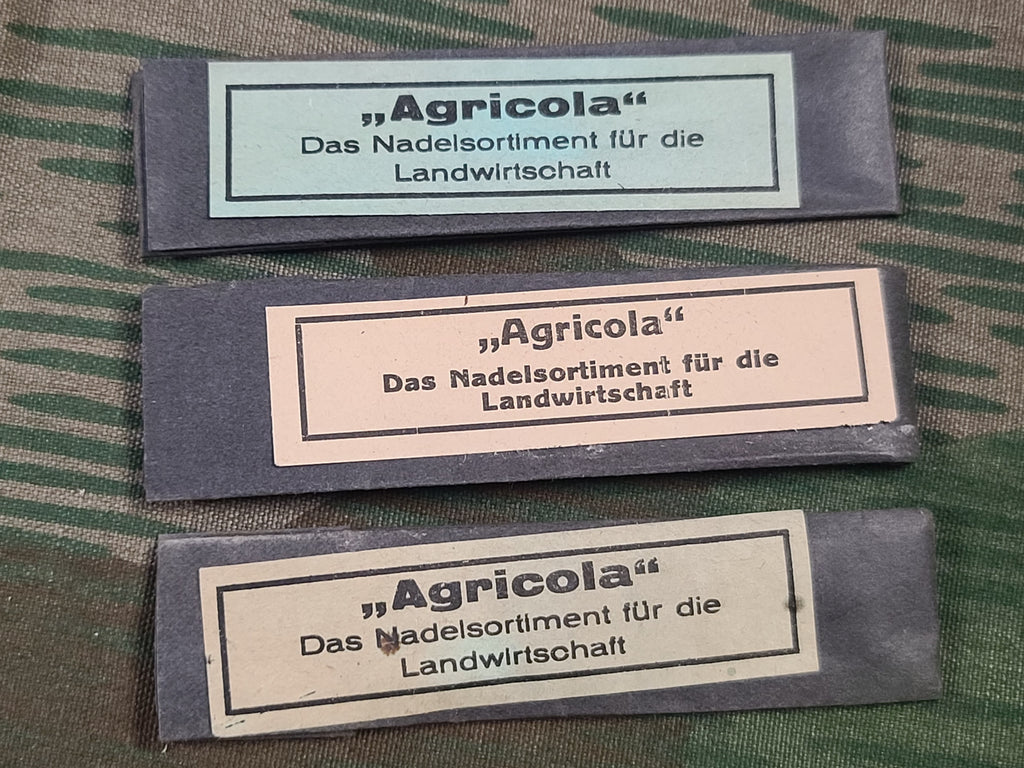 „Agricola“
Das Nadelsortiment für die
Landwirtschaft
„Agricola“
Das Nadelsortiment für die
Landwirtschaft
„Agricola“
Das Nadelsortiment für die
Landwirtschaft